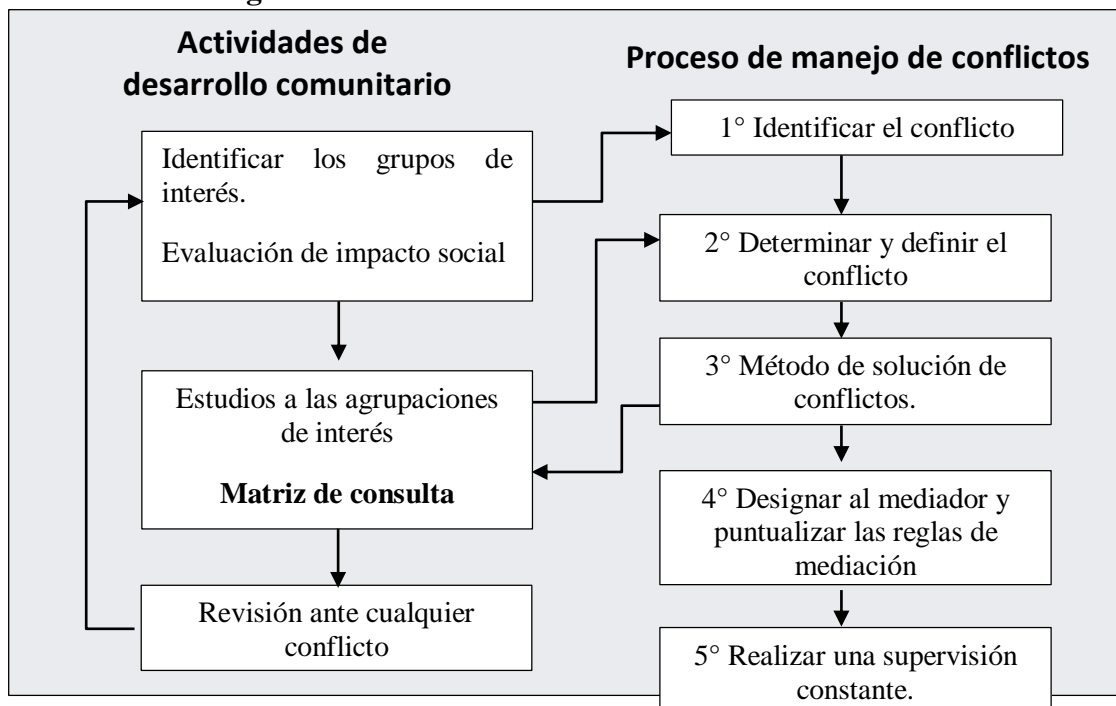 Actividades de
desarrollo comunitario
Identificar los grupos de
interés.
Evaluación de impacto social
Estudios a las agrupaciones
de interés
Matriz de consulta
Revisión ante cualquier
conflicto
Proceso de manejo de conflictos
1° Identificar el conflicto
2° Determinar y definir el
conflicto
3° Método de solución de
conflictos.
4° Designar al mediador y
puntualizar las reglas de
mediación
5° Realizar una supervisión
constante.